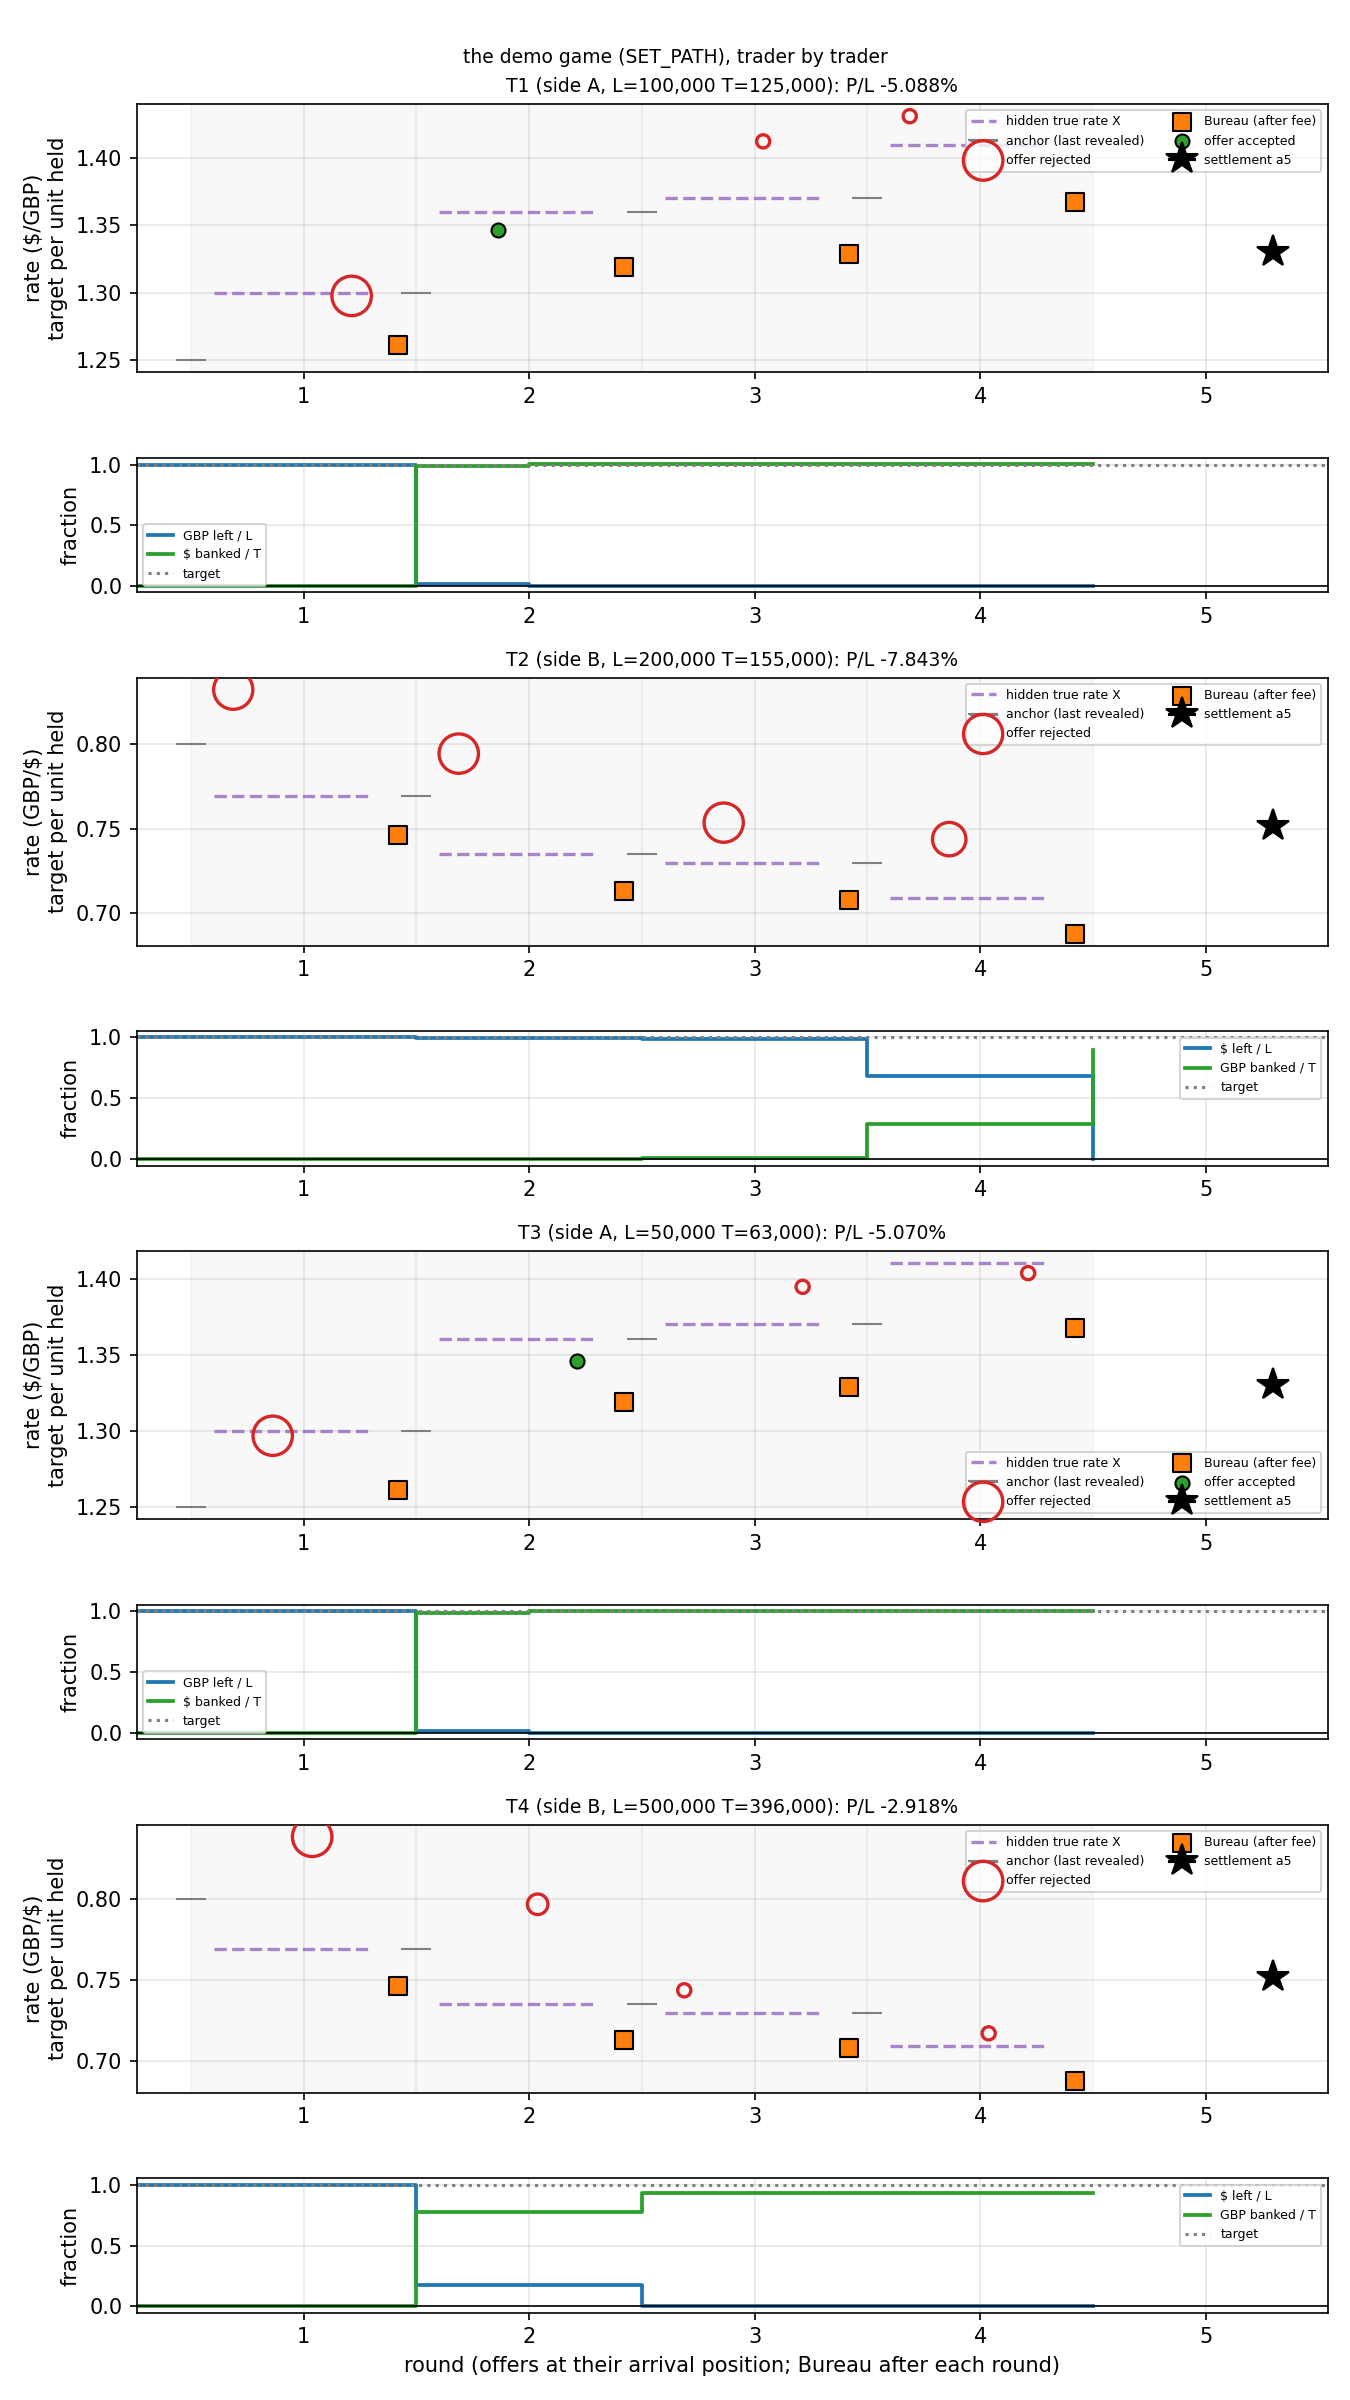 the demo game (SET_PATH), trader by trader
T1 (side A, L=100,000 T=125,000): P/L -5.088%
rate ($/GBP)
target per unit held
1.40
1.35
1.30
1.25
hidden true rate X
anchor (last revealed)
offer rejected
Bureau (after fee)
offer accepted
settlement a5
1 2 3 4 5
fraction
1.0
0.5
0.0
GBP left / L
$ banked / T
target
1 2 3 4 5
T2 (side B, L=200,000 T=155,000): P/L -7.843%
rate (GBP/$)
target per unit held
0.80
0.75
0.70
hidden true rate X
anchor (last revealed)
offer rejected
Bureau (after fee)
settlement a5
1 2 3 4 5
fraction
1.0
0.5
0.0
$ left / L
GBP banked / T
target
1 2 3 4 5
T3 (side A, L=50,000 T=63,000): P/L -5.070%
rate ($/GBP)
target per unit held
1.40
1.35
1.30
1.25
hidden true rate X
anchor (last revealed)
offer rejected
Bureau (after fee)
offer accepted
settlement a5
1 2 3 4 5
fraction
1.0
0.5
0.0
GBP left / L
$ banked / T
target
1 2 3 4 5
T4 (side B, L=500,000 T=396,000): P/L -2.918%
rate (GBP/$)
target per unit held
0.80
0.75
0.70
hidden true rate X
anchor (last revealed)
offer rejected
Bureau (after fee)
settlement a5
1 2 3 4 5
fraction
1.0
0.5
0.0
$ left / L
GBP banked / T
target
1 2 3 4 5
round (offers at their arrival position; Bureau after each round)